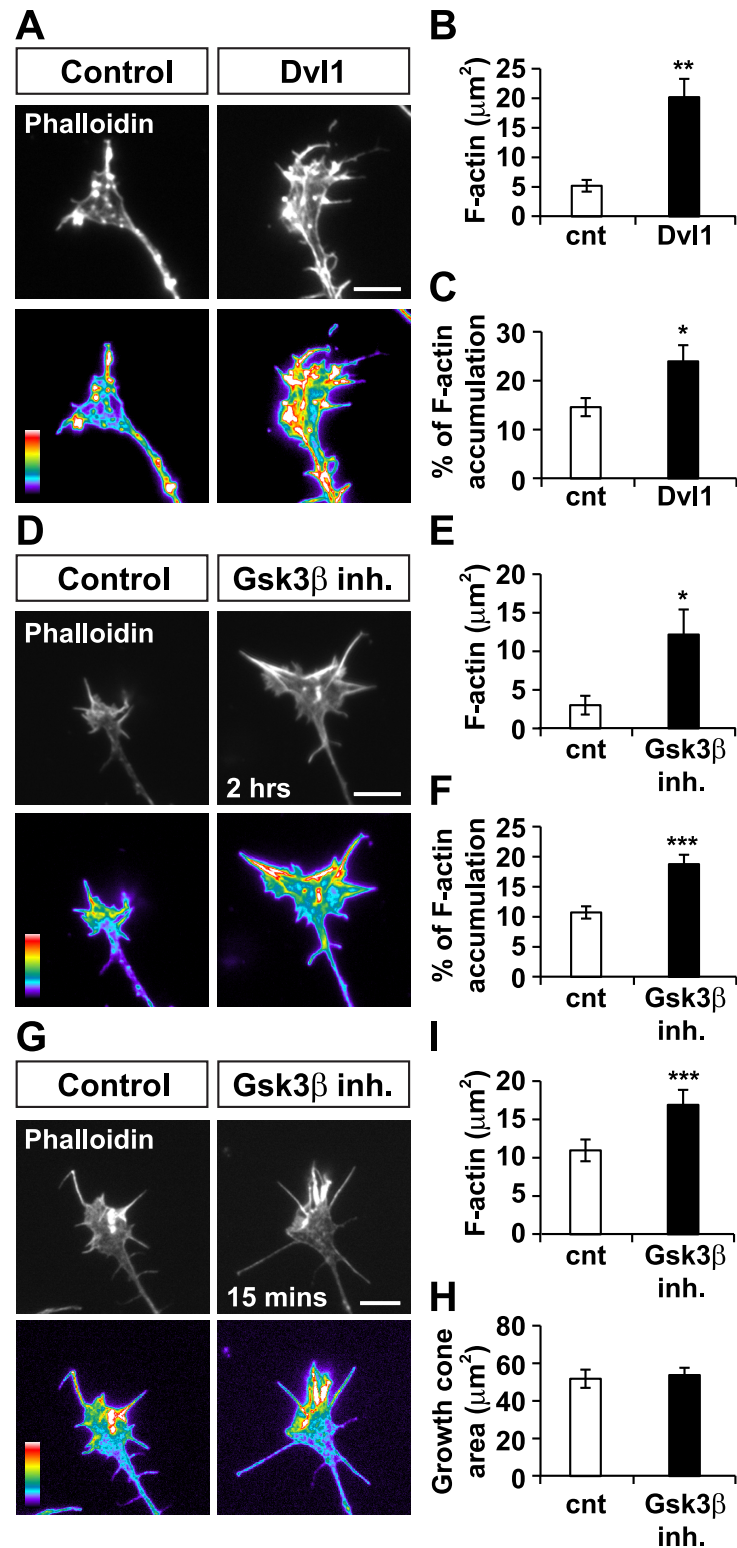 A
Control
Dvl1
Phalloidin
B
F-actin (μm²)
25
20
15
10
5
0
**
cnt
Dvl1
C
% of F-actin
accumulation
30
20
10
0
*
cnt
Dvl1
D
Control
Gsk3β inh.
Phalloidin
2 hrs
E
F-actin (μm²)
20
15
10
5
0
*
cnt
Gsk3β
inh.
F
% of F-actin
accumulation
25
20
15
10
5
0
***
cnt
Gsk3β
inh.
G
Control
Gsk3β inh.
Phalloidin
15 mins
I
F-actin (μm²)
20
15
10
5
0
***
cnt
Gsk3β
inh.
H
Growth cone
area (μm²)
80
60
40
20
0
cnt
Gsk3β
inh.